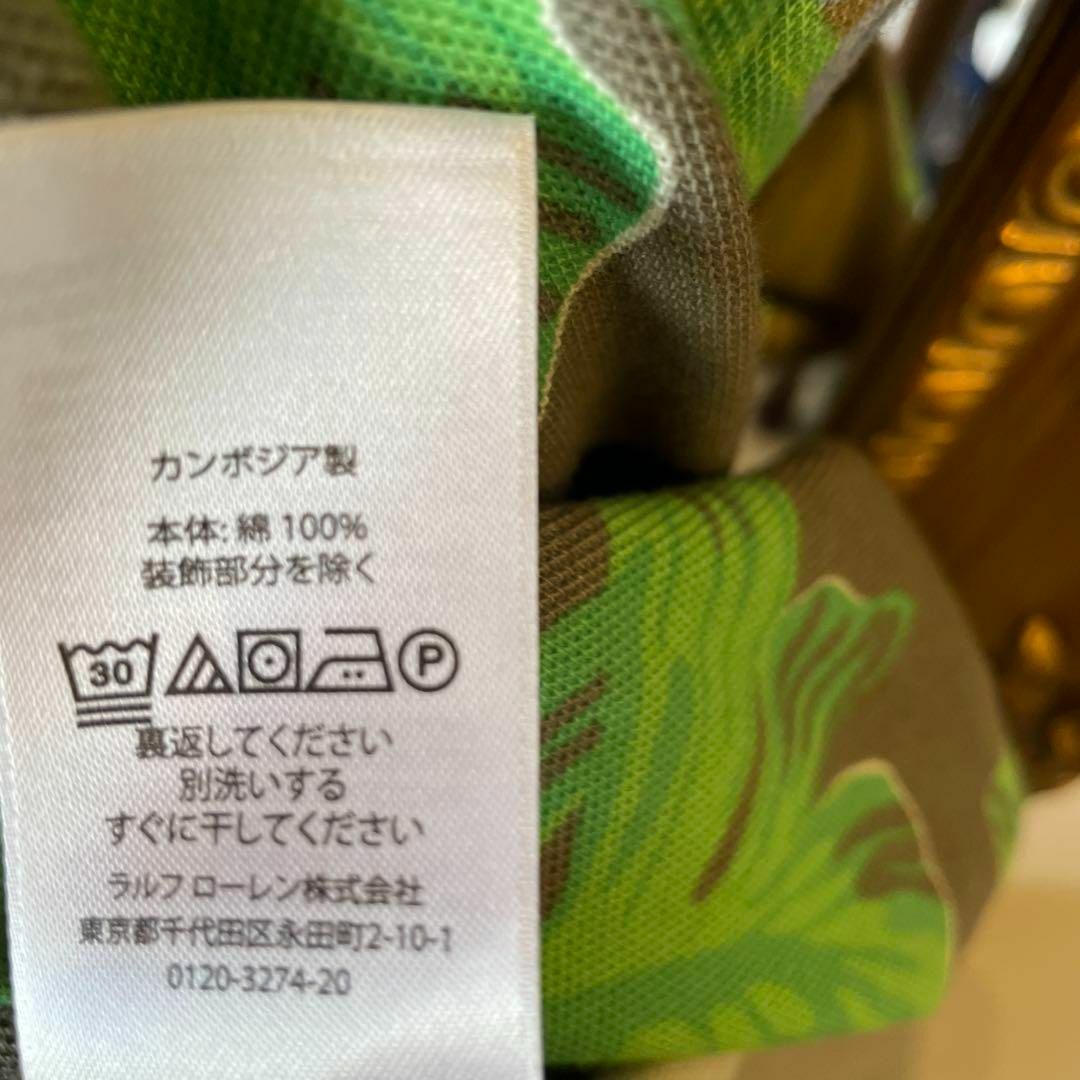 カンボジア製
本体: 綿 100%
装飾部分を除く
30 P
裏返してください
別洗いする
すぐに干してください
ラルフ ローレン株式会社
東京都千代田区永田町2-10-1
0120-3274-20